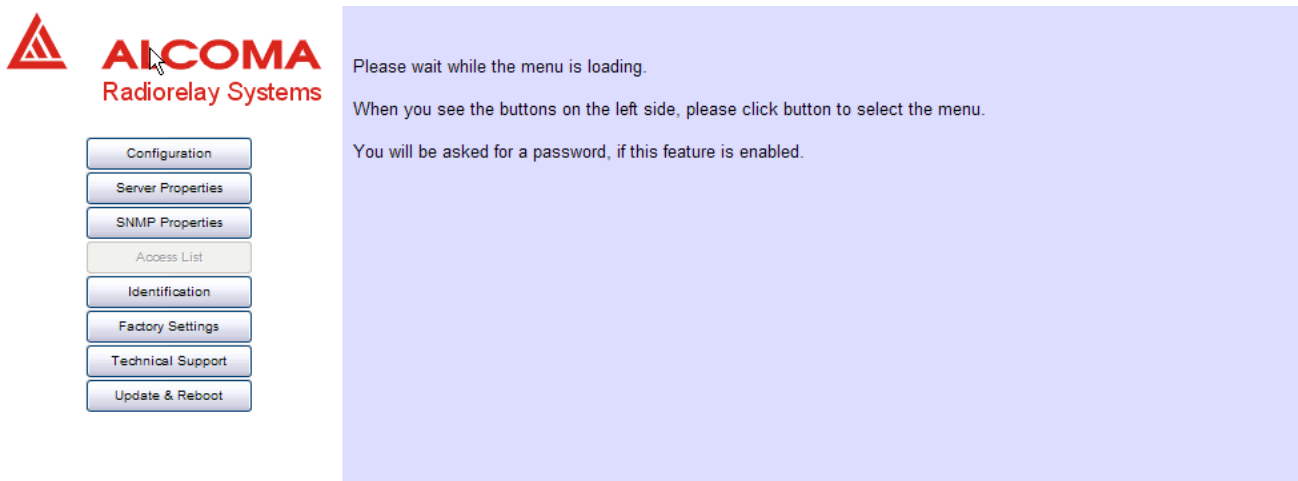 ALCOMA
Radiorelay Systems
Configuration
Server Properties
SNMP Properties
Access List
Identification
Factory Settings
Technical Support
Update & Reboot
Please wait while the menu is loading.
When you see the buttons on the left side, please click button to select the menu.
You will be asked for a password, if this feature is enabled.